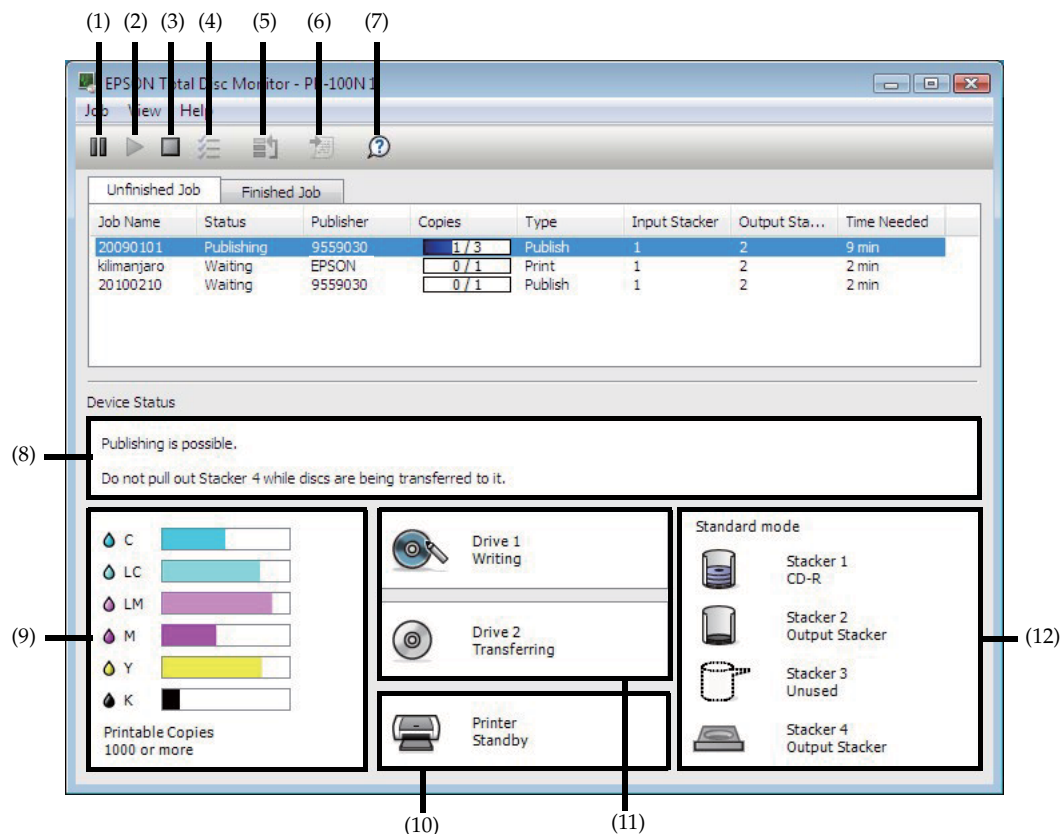 (1) (2) (3) (4) (5) (6) (7)
EPSON Total Disc Monitor - PP-100N 1
Job View Help
Unfinished Job Finished Job
Job Name Status Publisher Copies Type Input Stacker Output Sta... Time Needed
20090101 Publishing 9559030 1 / 3 Publish 1 2 9 min
kilimanjaro Waiting EPSON 0 / 1 Print 1 2 2 min
20100210 Waiting 9559030 0 / 1 Publish 1 2 2 min
Device Status
(8)
Publishing is possible.
Do not pull out Stacker 4 while discs are being transferred to it.
(9)
C
LC
LM
M
Y
K
Printable Copies
1000 or more
Drive 1
Writing
Drive 2
Transferring
Printer
Standby
Standard mode
Stacker 1
CD-R
Stacker 2
Output Stacker
Stacker 3
Unused
Stacker 4
Output Stacker
(12)
(10)
(11)